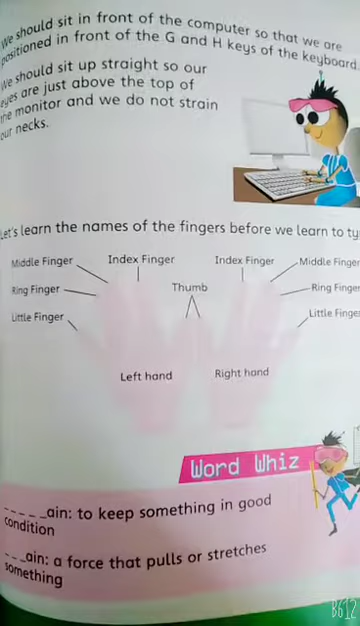 We should sit in front of the computer so that we are
positioned in front of the G and H keys of the keyboard.
We should sit up straight so our
eyes are just above the top of
the monitor and we do not strain
our necks.
Let's learn the names of the fingers before we learn to ty
Middle Finger Index Finger Index Finger Middle Finger
Ring Finger Thumb Ring Finger
Little Finger Little Finge
Left hand Right hand
Word Whiz
_ _ _ _ _ain: to keep something in good
condition
_ _ _ain: a force that pulls or stretches
something
B612